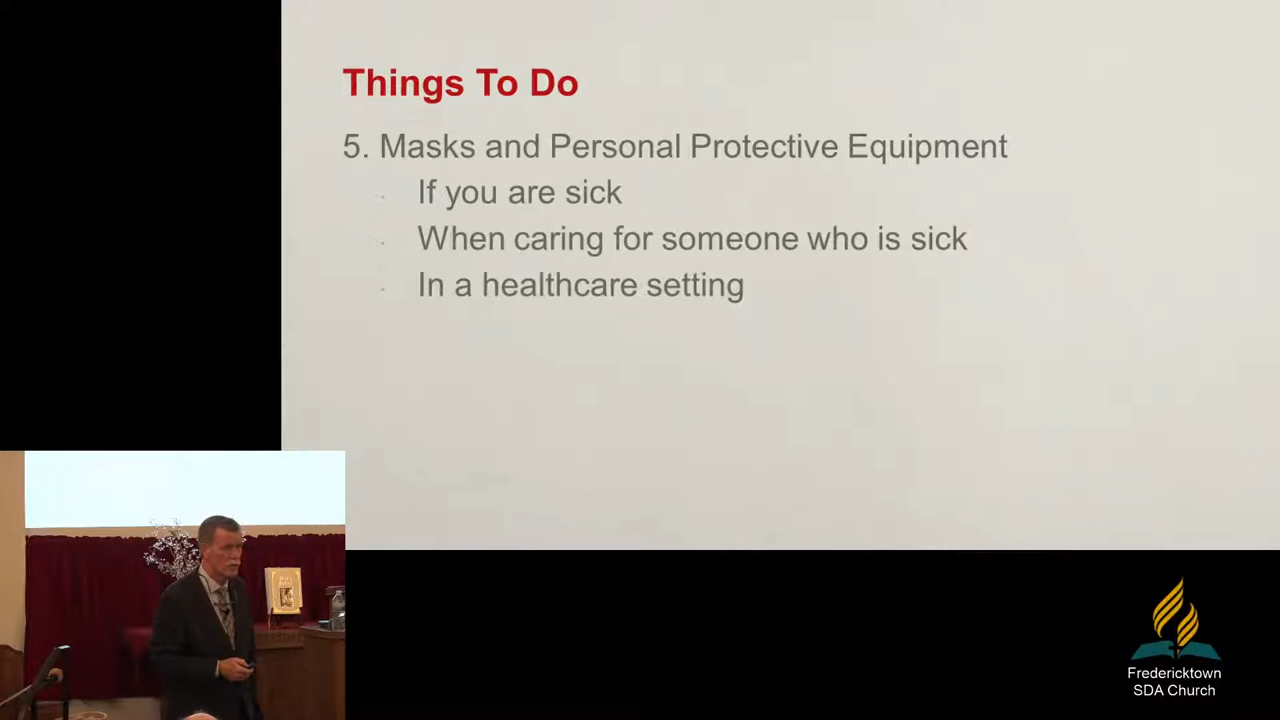 Things To Do
5. Masks and Personal Protective Equipment
If you are sick
When caring for someone who is sick
In a healthcare setting
Fredericktown
SDA Church